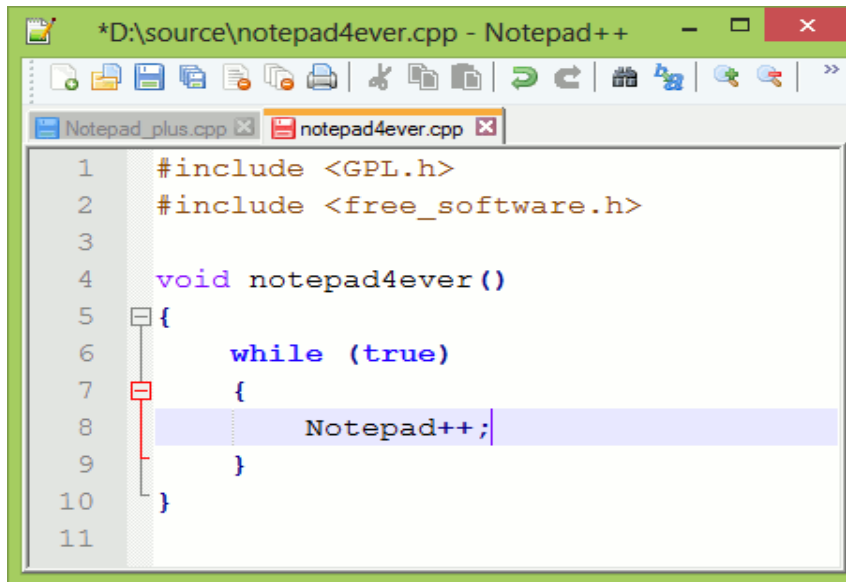 *D:\source\notepad4ever.cpp - Notepad++
Notepad_plus.cpp notepad4ever.cpp
1 #include <GPL.h>
2 #include <free_software.h>
3
4 void notepad4ever()
5 {
6 while (true)
7 {
8 Notepad++;
9 }
10 }
11